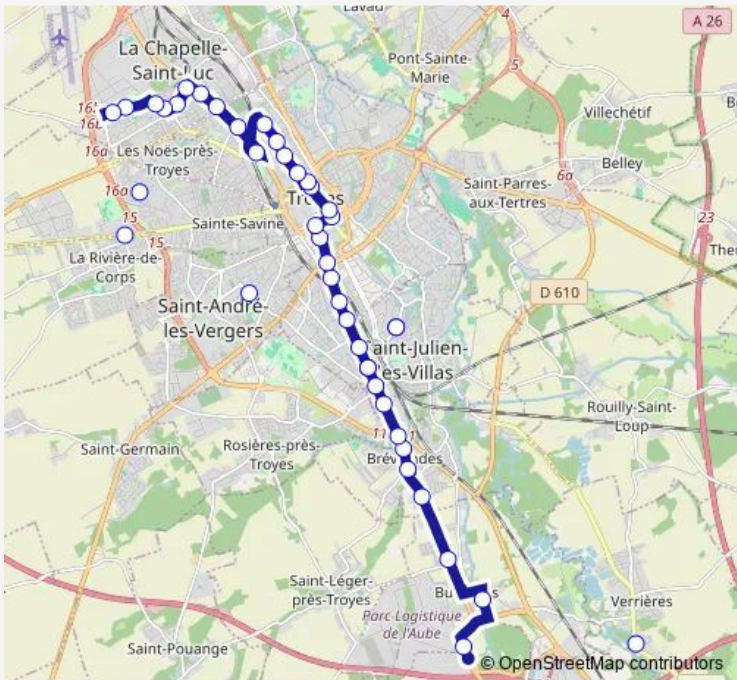 Lavau
A 26
La Chapelle-
Saint-Luc
4
Pont-Sainte-
Marie
5
Villechétif
16b
16a
Les Noës-près-
Troyes
Belley
6a
16a
Troyes
Saint-Parres-
aux-Tertres
15
Sainte-Savine
23
15
La Rivière-de-
Corps
D 610
Saint-André-
les-Vergers
Saint-Julien-
les-Villas
Rouilly-Saint-
Loup
Saint-Germain
Rosières-près-
Troyes
11
Saint-Léger-
près-Troyes
Verrières
Parc Logistique
de l'Aube
Saint-Pouange
© OpenStreetMap contributors